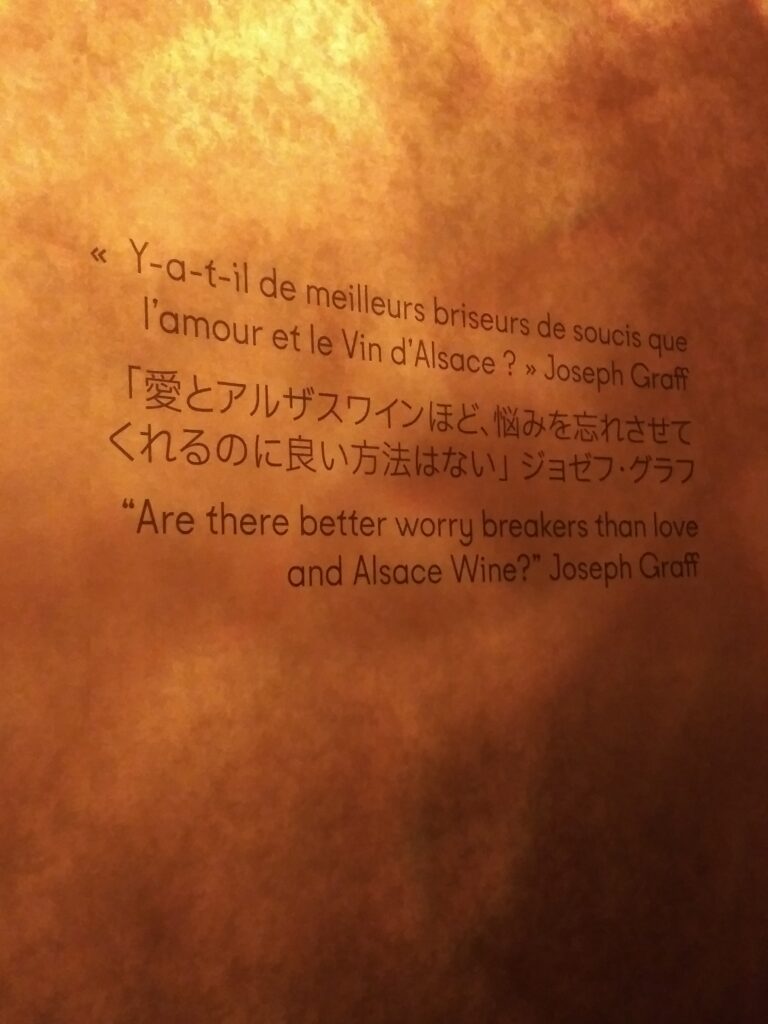 « Y-a-t-il de meilleurs briseurs de soucis que
l'amour et le Vin d'Alsace ? » Joseph Graff
「愛とアルザスワインほど、悩みを忘れさせて
くれるのに良い方法はない」 ジョゼフ・グラフ
“Are there better worry breakers than love
and Alsace Wine?” Joseph Graff